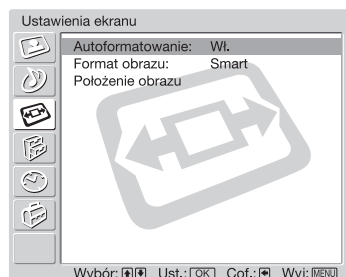 Ustawienia ekranu
Autoformatowanie: Wł.
Format obrazu: Smart
Położenie obrazu
Wybór: Ust.: OK Cof.: Wyj: MENU